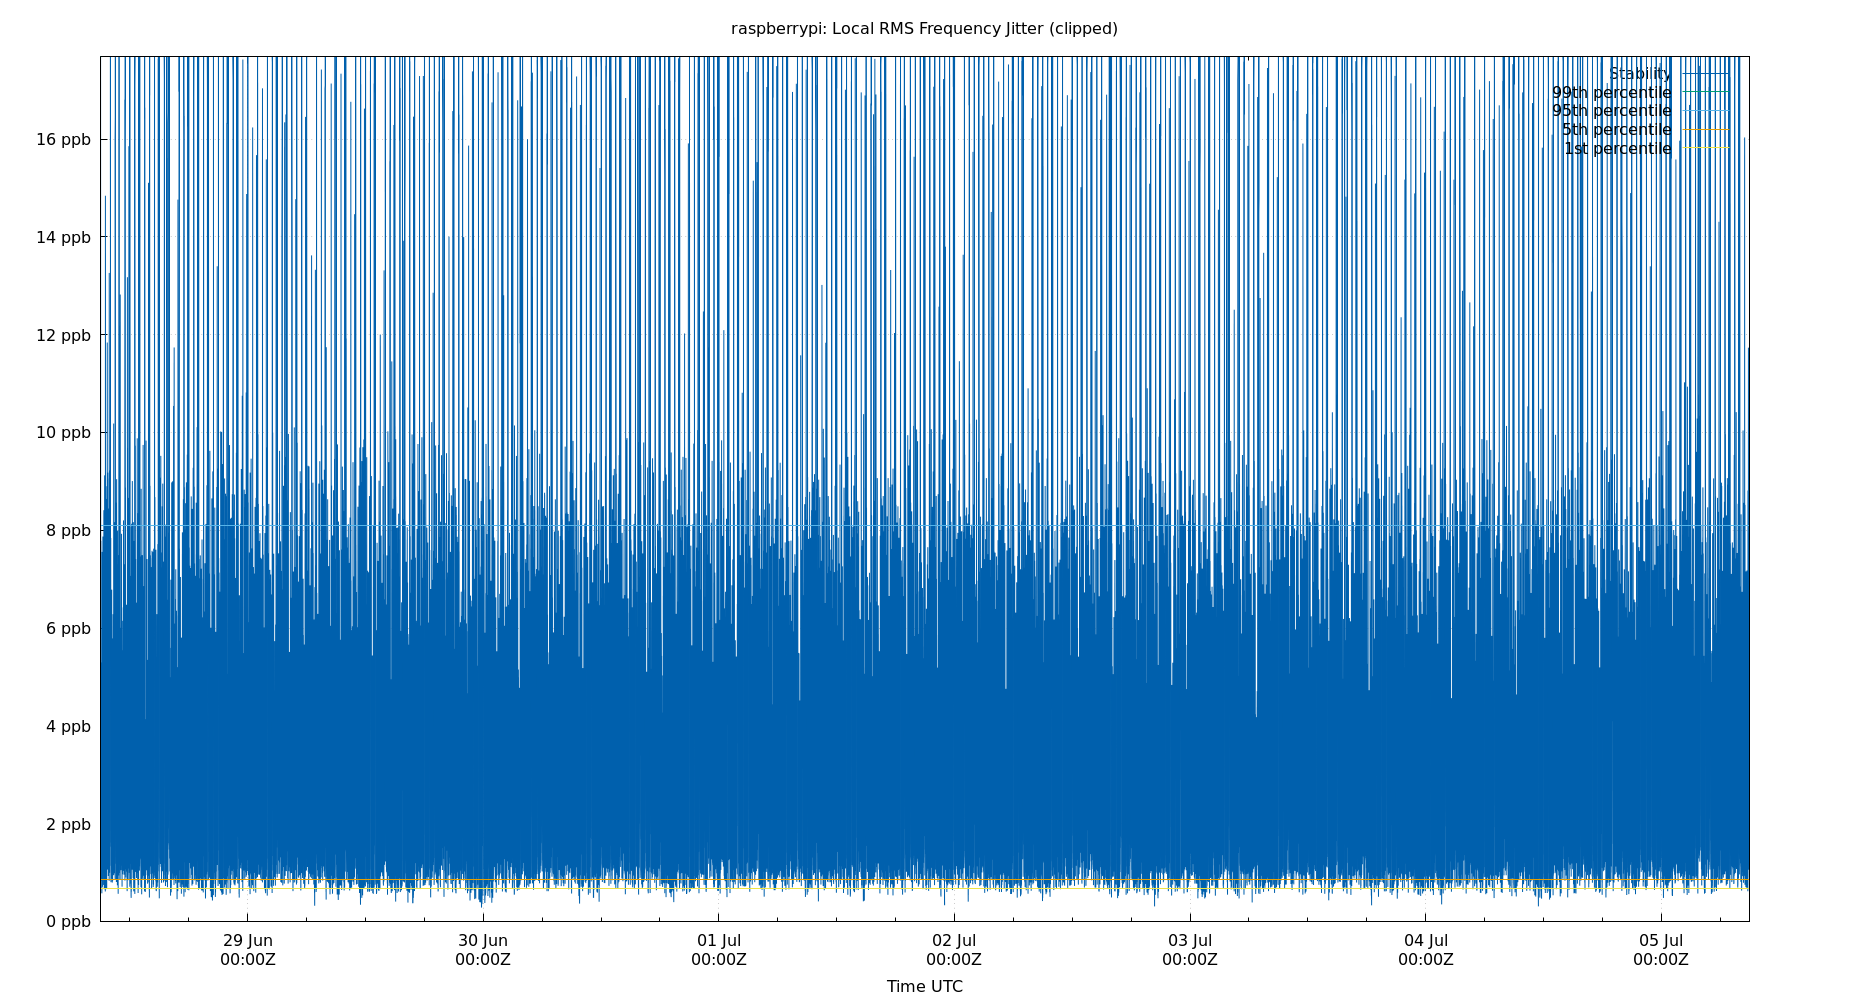 raspberrypi: Local RMS Frequency Jitter (clipped)
Stability
99th percentile
95th percentile
5th percentile
1st percentile
16 ppb
14 ppb
12 ppb
10 ppb
8 ppb
6 ppb
4 ppb
2 ppb
0 ppb
29 Jun 30 Jun 01 Jul 02 Jul 03 Jul 04 Jul 05 Jul
00:00Z 00:00Z 00:00Z 00:00Z 00:00Z 00:00Z 00:00Z
Time UTC